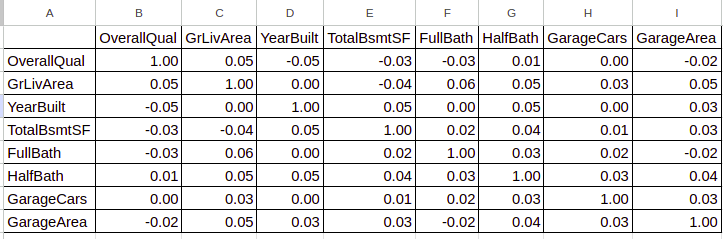 A B C D E F G H I
OverallQual GrLivArea YearBuilt TotalBsmtSF FullBath HalfBath GarageCars GarageArea
OverallQual 1.00 0.05 -0.05 -0.03 -0.03 0.01 0.00 -0.02
GrLivArea 0.05 1.00 0.00 -0.04 0.06 0.05 0.03 0.05
YearBuilt -0.05 0.00 1.00 0.05 0.00 0.05 0.00 0.03
TotalBsmtSF -0.03 -0.04 0.05 1.00 0.02 0.04 0.01 0.03
FullBath -0.03 0.06 0.00 0.02 1.00 0.03 0.02 -0.02
HalfBath 0.01 0.05 0.05 0.04 0.03 1.00 0.03 0.04
GarageCars 0.00 0.03 0.00 0.01 0.02 0.03 1.00 0.03
GarageArea -0.02 0.05 0.03 0.03 -0.02 0.04 0.03 1.00